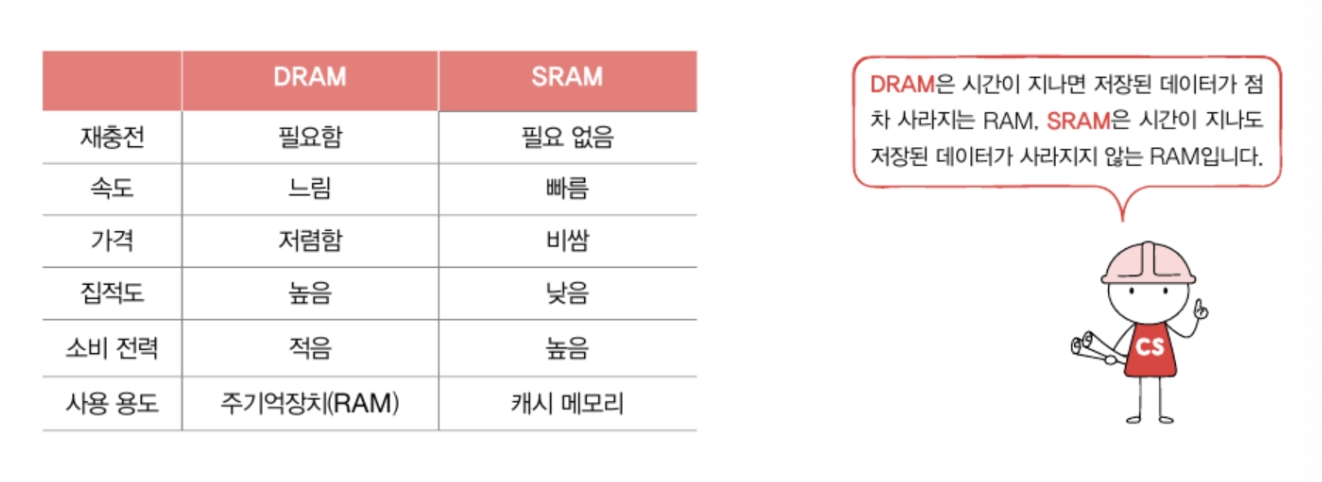 DRAM SRAM
재충전 필요함 필요 없음
속도 느림 빠름
가격 저렴함 비쌈
집적도 높음 낮음
소비 전력 적음 높음
사용 용도 주기억장치(RAM) 캐시 메모리
DRAM은 시간이 지나면 저장된 데이터가 점
차 사라지는 RAM, SRAM은 시간이 지나도
저장된 데이터가 사라지지 않는 RAM입니다.
CS